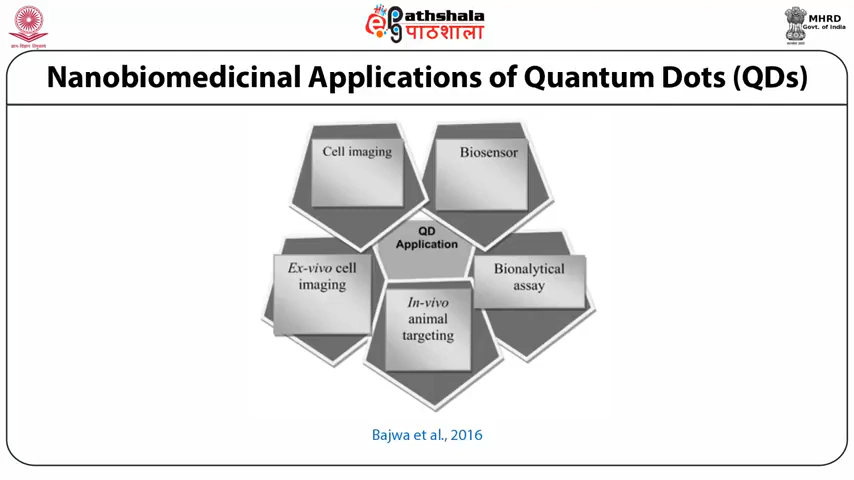 ePathshala
पाठशाला
MHRD
Govt. of India
Nanobiomedicinal Applications of Quantum Dots (QDs)
Cell imaging
Biosensor
QD
Application
Ex-vivo cell
imaging
Bionalytical
assay
In-vivo
animal
targeting
Bajwa et al., 2016